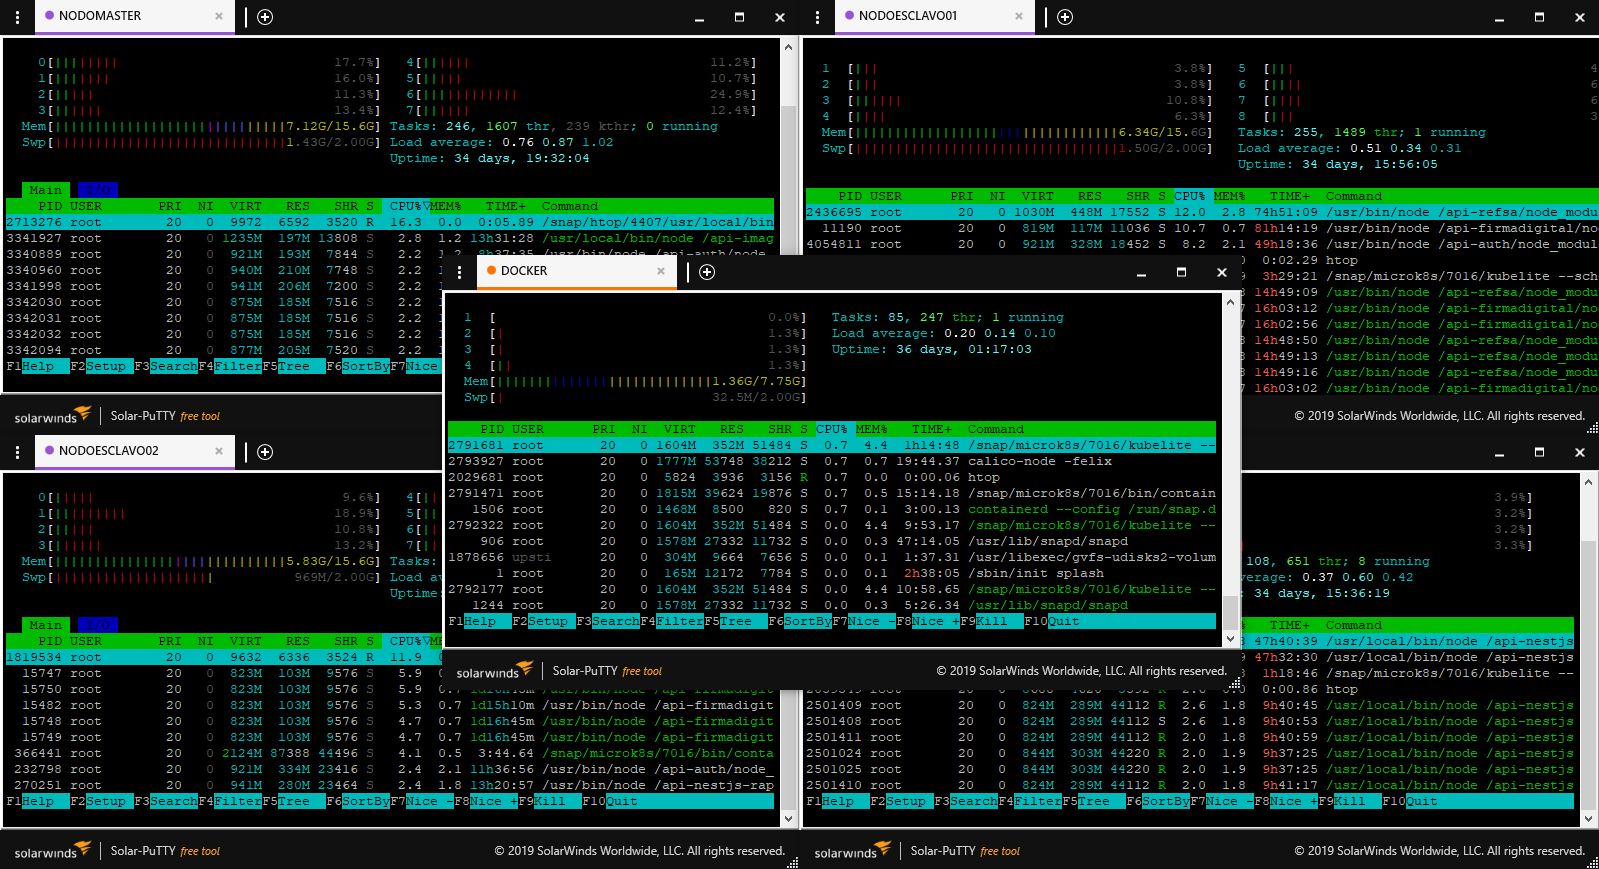 NODOMASTER
0[ 17.7%] 4[ 11.2%]
1[ 16.0%] 5[ 10.7%]
2[ 11.3%] 6[ 24.9%]
3[ 13.4%] 7[ 12.4%]
Mem[ 7.12G/15.6G] Tasks: 246, 1607 thr, 239 kthr; 0 running
Swp[ 1.43G/2.00G] Load average: 0.76 0.87 1.02
Uptime: 34 days, 19:32:04
Main I/O
PID USER PRI NI VIRT RES SHR S CPU%▽MEM% TIME+ Command
2713276 root 20 0 9972 6592 3520 R 16.3 0.0 0:05.89 /snap/htop/4407/usr/local/bin
3341927 root 20 0 1235M 197M 13808 S 2.8 1.2 13h31:28 /usr/local/bin/node /api-imag
3340889 root 20 0 921M 193M 7844 S 2.2 1.2 8h37:35 /usr/bin/node /api-auth/node_
3340960 root 20 0 940M 210M 7748 S 2.2
3341998 root 20 0 941M 206M 7200 S 2.2
3342030 root 20 0 875M 185M 7516 S 2.2
3342031 root 20 0 875M 185M 7516 S 2.2
3342032 root 20 0 875M 185M 7516 S 2.2
3342094 root 20 0 877M 205M 7520 S 2.2
F1Help F2Setup F3SearchF4FilterF5Tree F6SortByF7Nice
solarwinds Solar-PuTTY free tool
NODOESCLAVO01
1 [ 3.8%] 5 [ 4
2 [ 3.8%] 6 [ 6
3 [ 10.8%] 7 [ 6
4 [ 6.3%] 8 [ 3
Mem[ 6.34G/15.6G] Tasks: 255, 1489 thr; 1 running
Swp[ 1.50G/2.00G] Load average: 0.51 0.34 0.31
Uptime: 34 days, 15:56:05
PID USER PRI NI VIRT RES SHR S CPU% MEM% TIME+ Command
2436695 root 20 0 1030M 448M 17552 S 12.0 2.8 74h51:09 /usr/bin/node /api-refsa/node_modu
11190 root 20 0 819M 117M 11036 S 10.7 0.7 81h14:19 /usr/bin/node /api-firmadigital/no
4054811 root 20 0 921M 328M 18452 S 8.2 2.1 49h18:36 /usr/bin/node /api-auth/node_modul
0:02.29 htop
3h29:21 /snap/microk8s/7016/kubelite --sch
14h49:09 /usr/bin/node /api-refsa/node_modu
16h03:12 /usr/bin/node /api-firmadigital/no
16h02:56 /usr/bin/node /api-firmadigital/no
14h48:50 /usr/bin/node /api-refsa/node_modu
14h49:13 /usr/bin/node /api-refsa/node_modu
14h49:16 /usr/bin/node /api-refsa/node_modu
16h03:02 /usr/bin/node /api-firmadigital/no
© 2019 SolarWinds Worldwide, LLC. All rights reserved.
DOCKER
1 [ 0.0%] Tasks: 85, 247 thr; 1 running
2 [ 1.3%] Load average: 0.20 0.14 0.10
3 [ 1.3%] Uptime: 36 days, 01:17:03
4 [ 1.3%]
Mem[ 1.36G/7.75G]
Swp[ 32.5M/2.00G]
PID USER PRI NI VIRT RES SHR S CPU% MEM% TIME+ Command
2791681 root 20 0 1604M 352M 51484 S 0.7 4.4 1h14:48 /snap/microk8s/7016/kubelite --
2793927 root 20 0 1777M 53748 38212 S 0.7 0.7 19:44.37 calico-node -felix
2029681 root 20 0 5824 3936 3156 R 0.7 0.0 0:00.06 htop
2791471 root 20 0 1815M 39624 19876 S 0.7 0.5 15:14.18 /snap/microk8s/7016/bin/contain
1506 root 20 0 1468M 8500 820 S 0.7 0.1 3:00.13 containerd --config /run/snap.d
2792322 root 20 0 1604M 352M 51484 S 0.0 4.4 9:53.17 /snap/microk8s/7016/kubelite --
906 root 20 0 1578M 27332 11732 S 0.0 0.3 47:14.05 /usr/lib/snapd/snapd
1878656 upsti 20 0 304M 9664 7656 S 0.0 0.1 1:37.31 /usr/libexec/gvfs-udisks2-volum
1 root 20 0 165M 12172 7784 S 0.0 0.1 2h38:05 /sbin/init splash
2792177 root 20 0 1604M 352M 51484 S 0.0 4.4 10:58.65 /snap/microk8s/7016/kubelite --
1244 root 20 0 1578M 27332 11732 S 0.0 0.3 5:26.34 /usr/lib/snapd/snapd
F1Help F2Setup F3SearchF4FilterF5Tree F6SortByF7Nice -F8Nice +F9Kill F10Quit
solarwinds Solar-PuTTY free tool © 2019 SolarWinds Worldwide, LLC. All rights reserved.
NODOESCLAVO02
0[ 9.6%] 4[
1[ 18.9%] 5[
2[ 10.8%] 6[
3[ 13.2%] 7[
Mem[ 5.83G/15.6G] Tasks:
Swp[ 969M/2.00G] Load av
Uptime:
Main I/O
PID USER PRI NI VIRT RES SHR S CPU%▽M
1819534 root 20 0 9632 6336 3524 R 11.9
15747 root 20 0 823M 103M 9576 S 5.9
15750 root 20 0 823M 103M 9576 S 5.9 0.7 1d16h45m /usr/bin/node /api-firmadigit
15482 root 20 0 823M 103M 9576 S 5.3 0.7 1d15h10m /usr/bin/node /api-firmadigit
15748 root 20 0 823M 103M 9576 S 4.7 0.7 1d16h45m /usr/bin/node /api-firmadigit
15749 root 20 0 823M 103M 9576 S 4.7 0.7 1d16h45m /usr/bin/node /api-firmadigit
366441 root 20 0 2124M 87388 44496 S 4.1 0.5 3:44.64 /snap/microk8s/7016/bin/conta
232798 root 20 0 921M 334M 23416 S 2.4 2.1 11h36:56 /usr/bin/node /api-auth/node_
270251 root 20 0 941M 280M 23464 S 2.4 1.8 13h20:57 /usr/bin/node /api-nestjs-rap
F1Help F2Setup F3SearchF4FilterF5Tree F6SortByF7Nice -F8Nice +F9Kill F10Quit
solarwinds Solar-PuTTY free tool © 2019 SolarWinds Worldwide, LLC. All rights reserved.
3.9%]
3.2%]
3.2%]
3.3%]
108, 651 thr; 8 running
verage: 0.37 0.60 0.42
34 days, 15:36:19
% TIME+ Command
47h40:39 /usr/local/bin/node /api-nestjs
47h32:30 /usr/local/bin/node /api-nestjs
1h18:46 /snap/microk8s/7016/kubelite --
0:00.86 htop
2501409 root 20 0 824M 289M 44112 R 2.6 1.8 9h40:45 /usr/local/bin/node /api-nestjs
2501408 root 20 0 824M 289M 44112 S 2.6 1.8 9h40:53 /usr/local/bin/node /api-nestjs
2501411 root 20 0 824M 289M 44112 R 2.0 1.8 9h40:59 /usr/local/bin/node /api-nestjs
2501024 root 20 0 844M 303M 44220 R 2.0 1.9 9h37:25 /usr/local/bin/node /api-nestjs
2501025 root 20 0 844M 303M 44220 R 2.0 1.9 9h37:25 /usr/local/bin/node /api-nestjs
2501410 root 20 0 824M 289M 44112 R 2.0 1.8 9h41:17 /usr/local/bin/node /api-nestjs
F1Help F2Setup F3SearchF4FilterF5Tree F6SortByF7Nice -F8Nice +F9Kill F10Quit
solarwinds Solar-PuTTY free tool © 2019 SolarWinds Worldwide, LLC. All rights reserved.